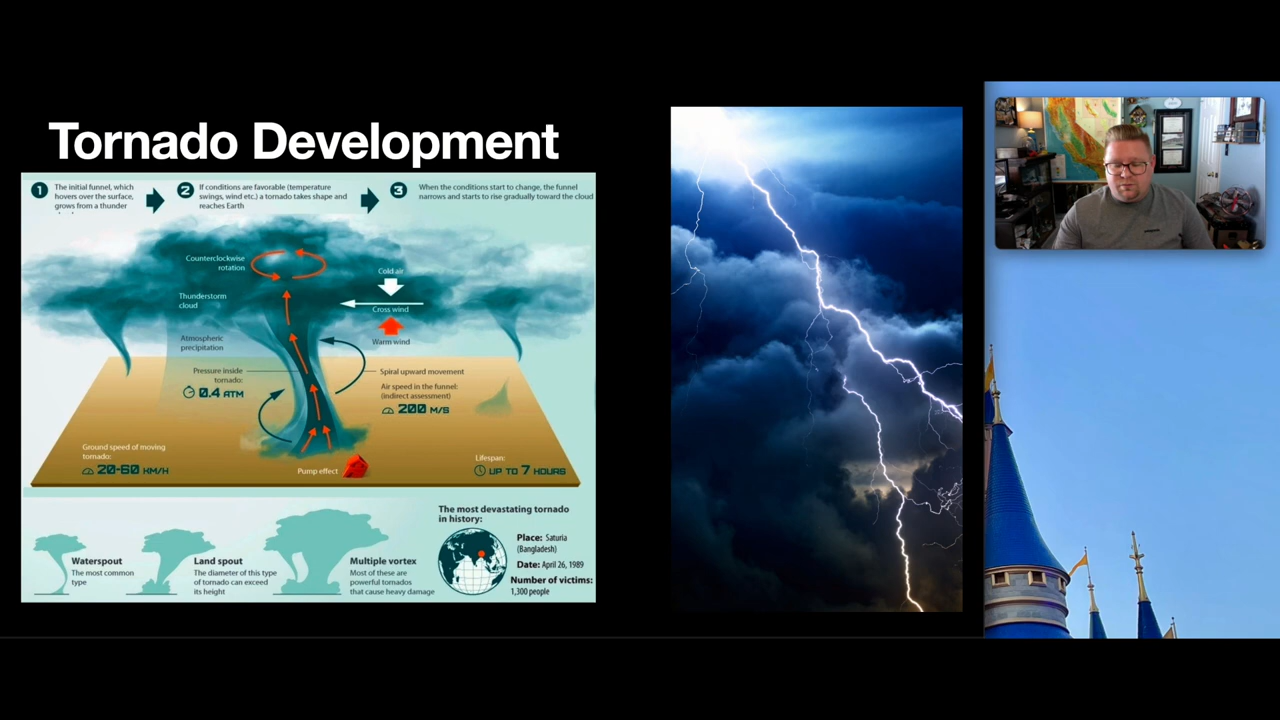 Tornado Development
1
The initial funnel, which
hovers over the surface,
grows from a thunder
2
If conditions are favorable (temperature
swings, wind etc.) a tornado takes shape and
reaches Earth
3
When the conditions start to change, the funnel
narrows and starts to rise gradually toward the cloud
Counterclockwise
rotation
Thunderstorm
cloud
Cold air
Cross wind
Warm wind
Atmospheric
precipitation
Pressure inside
tornado:
0.4 ATM
Spiral upward movement
Air speed in the funnel:
(indirect assessment)
200 M/S
Ground speed of moving
tornado:
20-60 KM/H
Pump effect
Lifespan:
UP TO 7 HOURS
Waterspout
The most common
type
Land spout
The diameter of this type
of tornado can exceed
its height
Multiple vortex
Most of these are
powerful tornados
that cause heavy damage
The most devastating tornado
in history:
Place: Saturia
(Bangladesh)
Date: April 26, 1989
Number of victims:
1,300 people